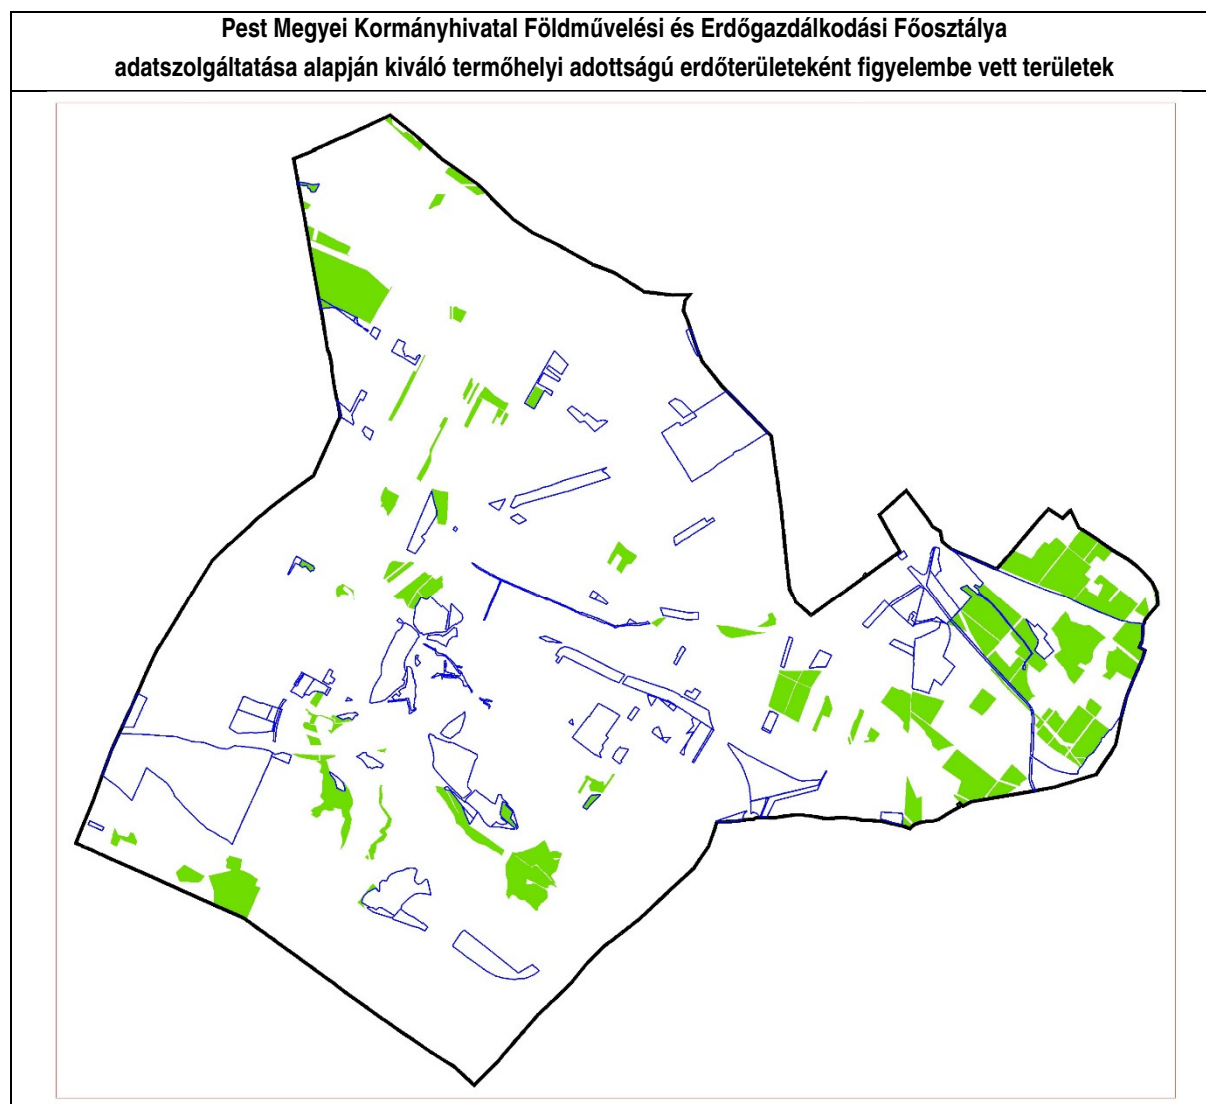 Pest Megyei Kormányhivatal Földművelési és Erdőgazdálkodási Főosztálya
adatszolgáltatása alapján kiváló termőhelyi adottságú erdőterületeként figyelembe vett területek